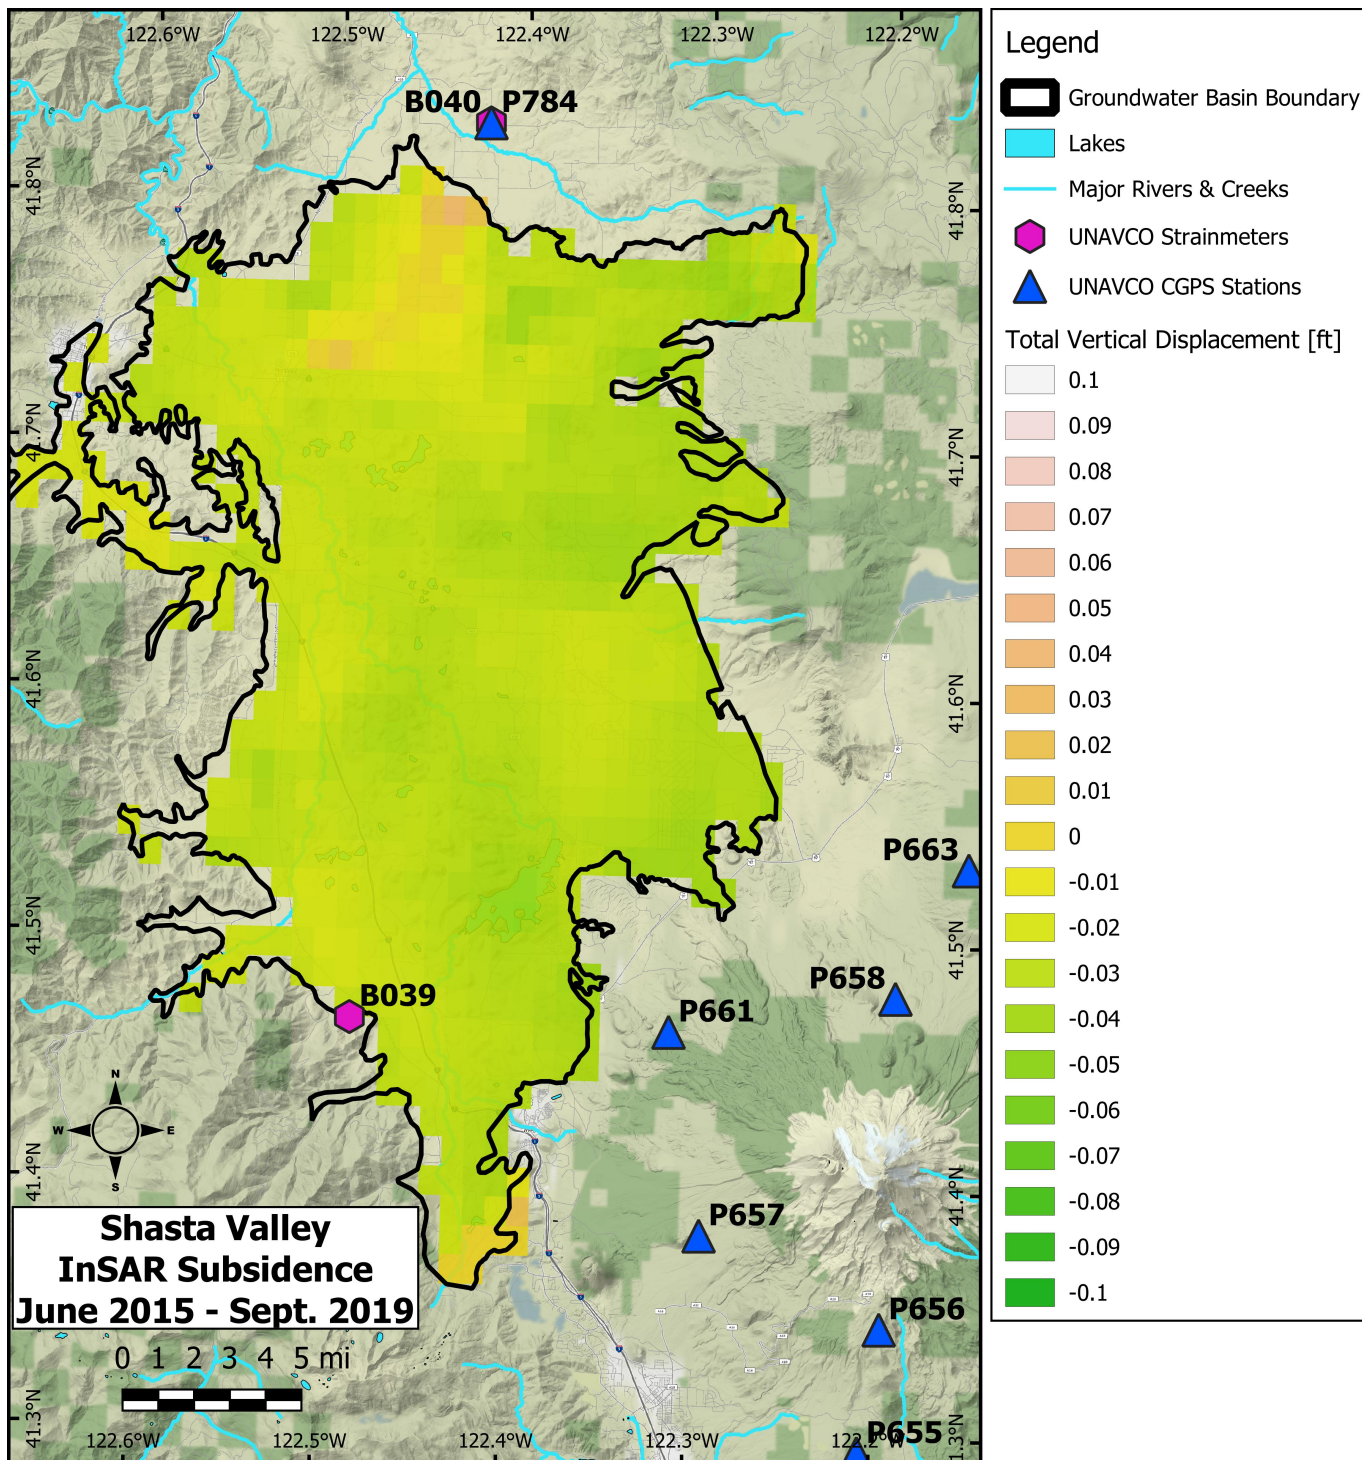 122.6°W 122.5°W 122.4°W 122.3°W 122.2°W
B040 P784
41.8°N
41.8°N
41.7°N
41.7°N
41.6°N
41.6°N
P663
41.5°N
41.5°N
P658
B039
P661
N
W E
S
41.4°N
41.4°N
P657
Shasta Valley
InSAR Subsidence
June 2015 - Sept. 2019
P656
0 1 2 3 4 5 mi
41.3°N
P655
122.6°W 122.5°W 122.4°W 122.3°W
Legend
Groundwater Basin Boundary
Lakes
Major Rivers & Creeks
UNAVCO Strainmeters
UNAVCO CGPS Stations
Total Vertical Displacement [ft]
0.1
0.09
0.08
0.07
0.06
0.05
0.04
0.03
0.02
0.01
0
-0.01
-0.02
-0.03
-0.04
-0.05
-0.06
-0.07
-0.08
-0.09
-0.1